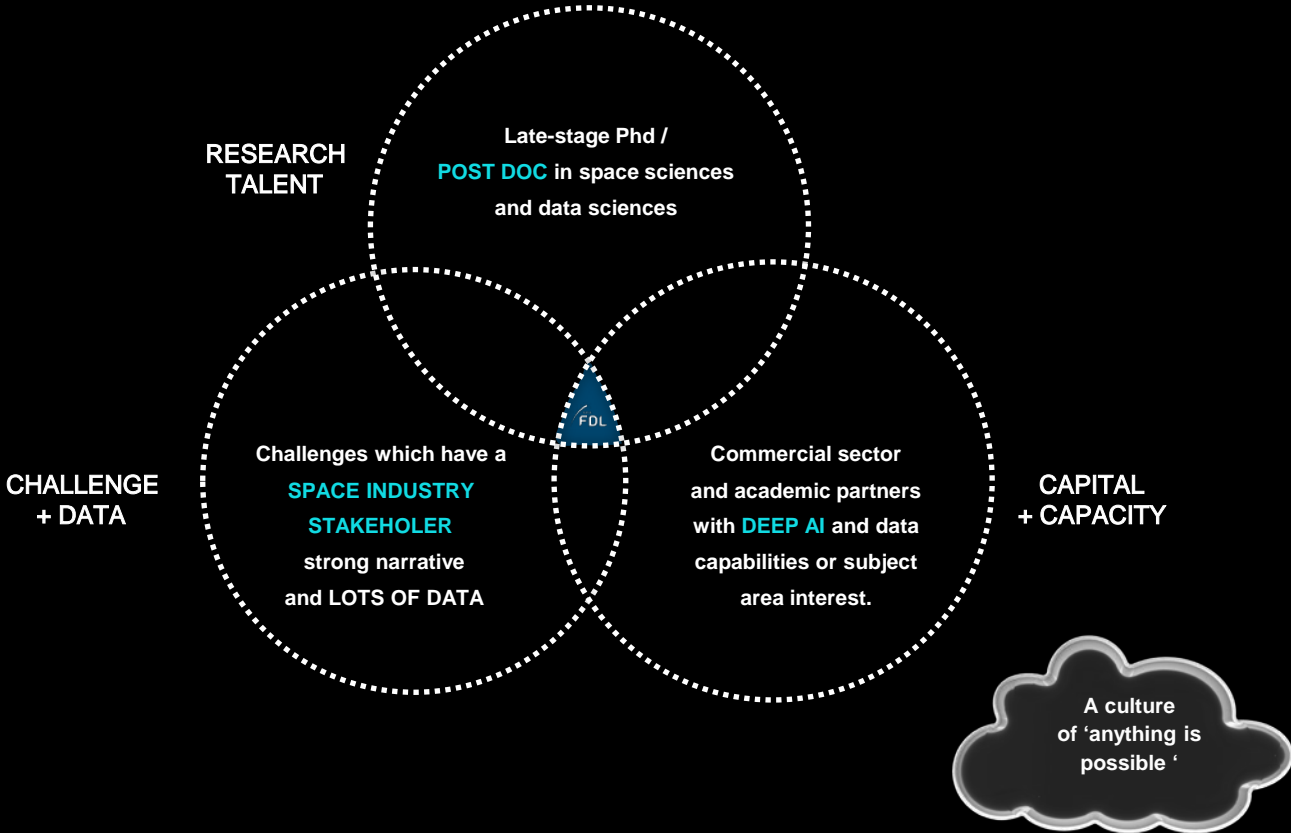 RESEARCH
TALENT
Late-stage Phd /
POST DOC in space sciences
and data sciences
FDL
CHALLENGE
+ DATA
Challenges which have a
SPACE INDUSTRY
STAKEHOLER
strong narrative
and LOTS OF DATA
Commercial sector
and academic partners
with DEEP AI and data
capabilities or subject
area interest.
CAPITAL
+ CAPACITY
A culture
of ‘anything is
possible ‘